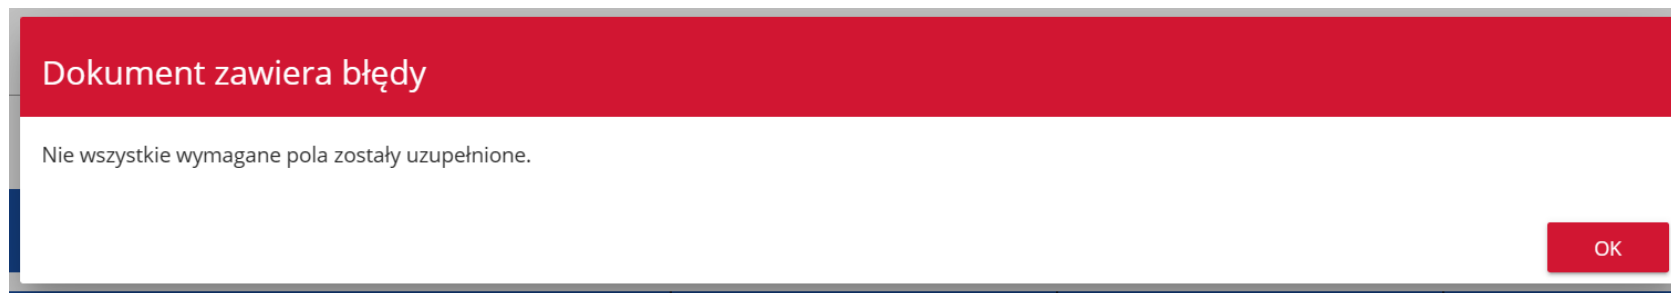 Dokument zawiera błędy
Nie wszystkie wymagane pola zostały uzupełnione.
OK